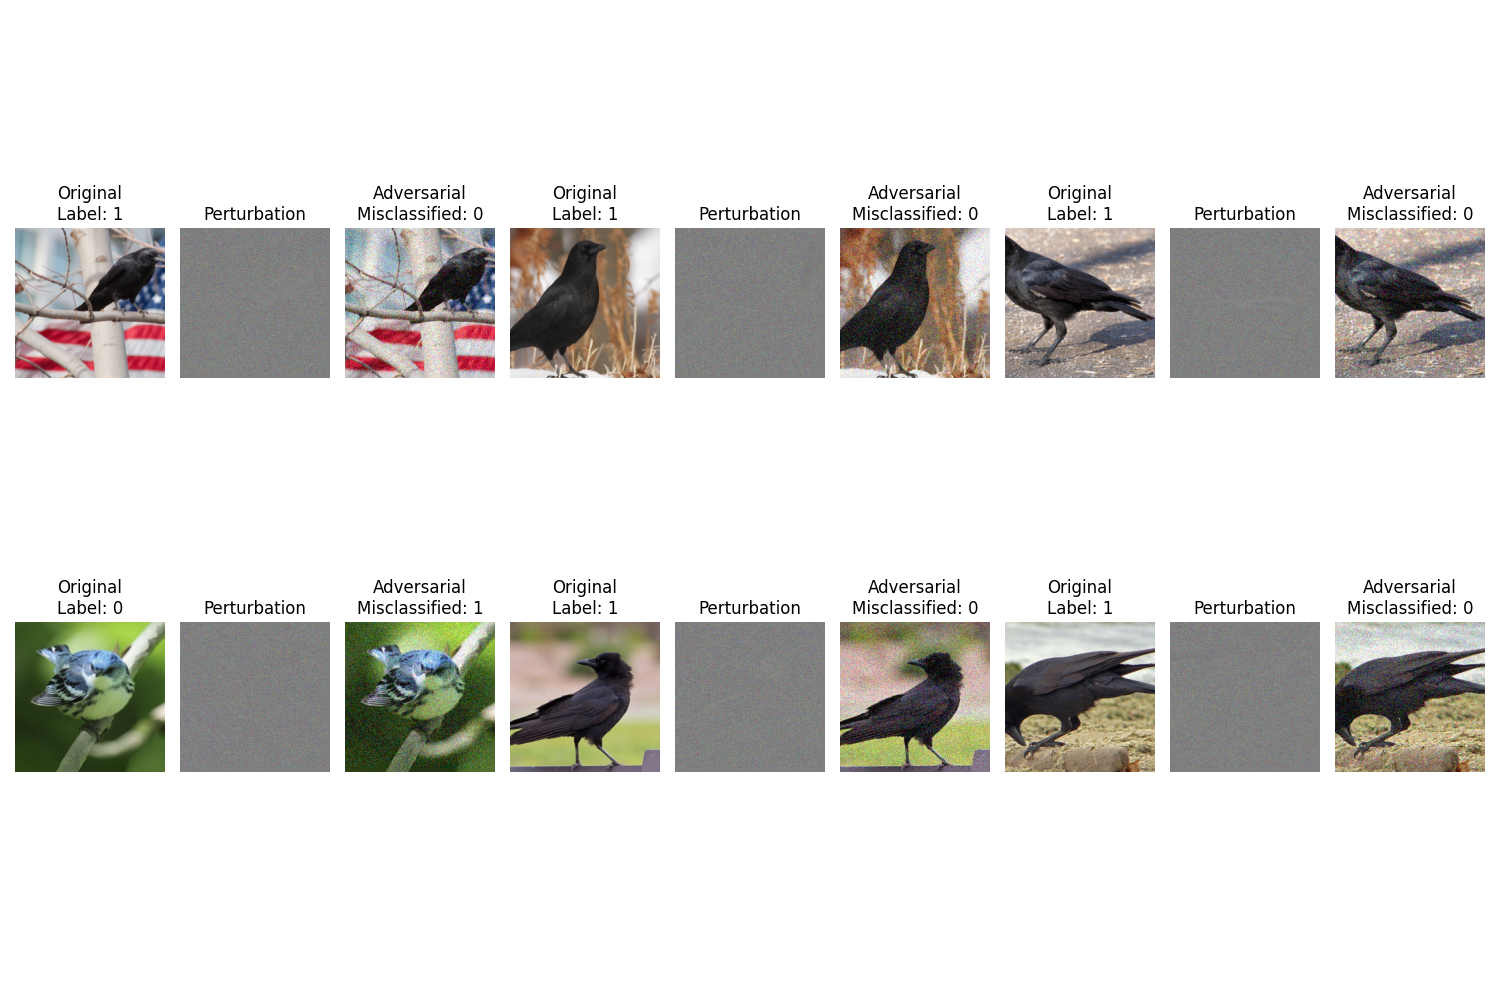 Original
Label: 1
Perturbation
Adversarial
Misclassified: 0
Original
Label: 1
Perturbation
Adversarial
Misclassified: 0
Original
Label: 1
Perturbation
Adversarial
Misclassified: 0
Original
Label: 0
Perturbation
Adversarial
Misclassified: 1
Original
Label: 1
Perturbation
Adversarial
Misclassified: 0
Original
Label: 1
Perturbation
Adversarial
Misclassified: 0